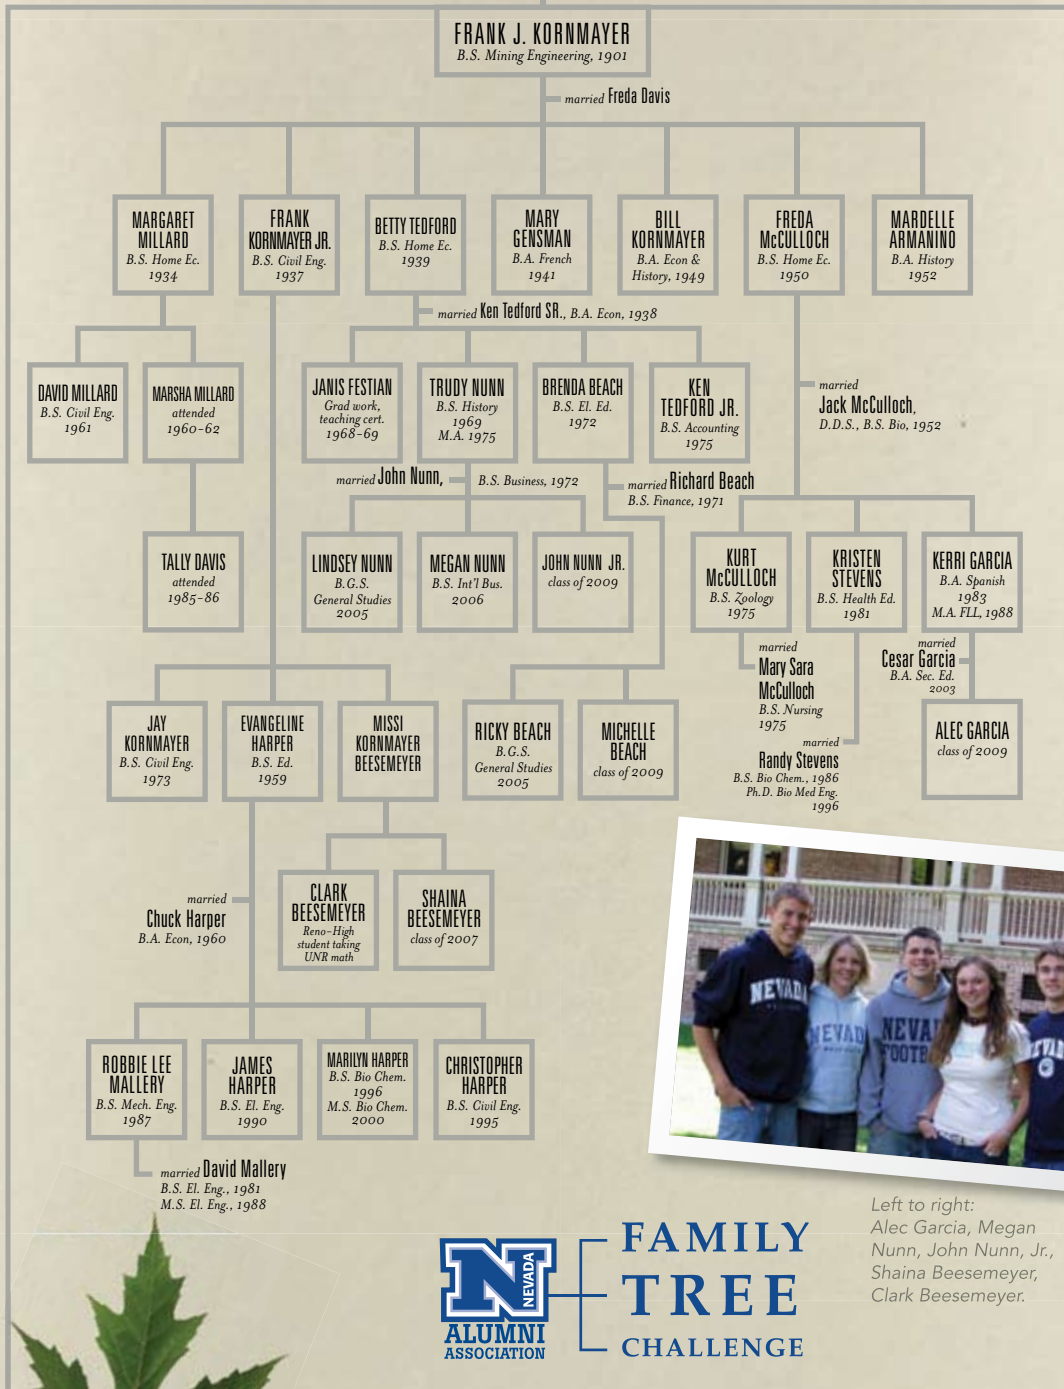 FRANK J. KORNMAYER
B.S. Mining Engineering, 1901
married Freda Davis
MARGARET
MILLARD
B.S. Home Ec.
1934
FRANK
KORNMAYER JR.
B.S. Civil Eng.
1937
BETTY TEDFORD
B.S. Home Ec.
1939
MARY
GENSMAN
B.A. French
1941
BILL
KORNMAYER
B.A. Econ &
History, 1949
FREDA
McCULLOCH
B.S. Home Ec.
1950
MARDELLE
ARMANINO
B.A. History
1952
married Ken Tedford SR., B.A. Econ, 1938
DAVID MILLARD
B.S. Civil Eng.
1961
MARSHA MILLARD
attended
1960-62
JANIS FESTIAN
Grad work,
teaching cert.
1968-69
TRUDY NUNN
B.S. History
1969
M.A. 1975
BRENDA BEACH
B.S. El. Ed.
1972
KEN
TEDFORD JR.
B.S. Accounting
1975
married
Jack McCulloch,
D.D.S., B.S. Bio, 1952
married John Nunn, B.S. Business, 1972
married Richard Beach
B.S. Finance, 1971
TALLY DAVIS
attended
1985-86
LINDSEY NUNN
B.G.S.
General Studies
2005
MEGAN NUNN
B.S. Int'l Bus.
2006
JOHN NUNN JR.
class of 2009
KURT
McCULLOCH
B.S. Zoology
1975
KRISTEN
STEVENS
B.S. Health Ed.
1981
KERRI GARCIA
B.A. Spanish
1983
M.A. FLL, 1988
married
Mary Sara
McCulloch
B.S. Nursing
1975
married
Cesar Garcia
B.A. Sec. Ed.
2003
JAY
KORNMAYER
B.S. Civil Eng.
1973
EVANGELINE
HARPER
B.S. Ed.
1959
MISSI
KORNMAYER
BEESEMEYER
RICKY BEACH
B.G.S.
General Studies
2005
MICHELLE
BEACH
class of 2009
married
Randy Stevens
B.S. Bio Chem., 1986
Ph.D. Bio Med Eng.
1996
ALEC GARCIA
class of 2009
married
Chuck Harper
B.A. Econ, 1960
CLARK
BEESEMEYER
Reno-High
student taking
UNR math
SHAINA
BEESEMEYER
class of 2007
ROBBIE LEE
MALLERY
B.S. Mech. Eng.
1987
JAMES
HARPER
B.S. El. Eng.
1990
MARILYN HARPER
B.S. Bio Chem.
1996
M.S. Bio Chem.
2000
CHRISTOPHER
HARPER
B.S. Civil Eng.
1995
married David Mallery
B.S. El. Eng., 1981
M.S. El. Eng., 1988
NEVADA
NEVAD
NEVA
FOOTB
NEVAD
Left to right:
Alec Garcia, Megan
Nunn, John Nunn, Jr.,
Shaina Beesemeyer,
Clark Beesemeyer.
N NEVADA
ALUMNI
ASSOCIATION
FAMILY
TREE
CHALLENGE